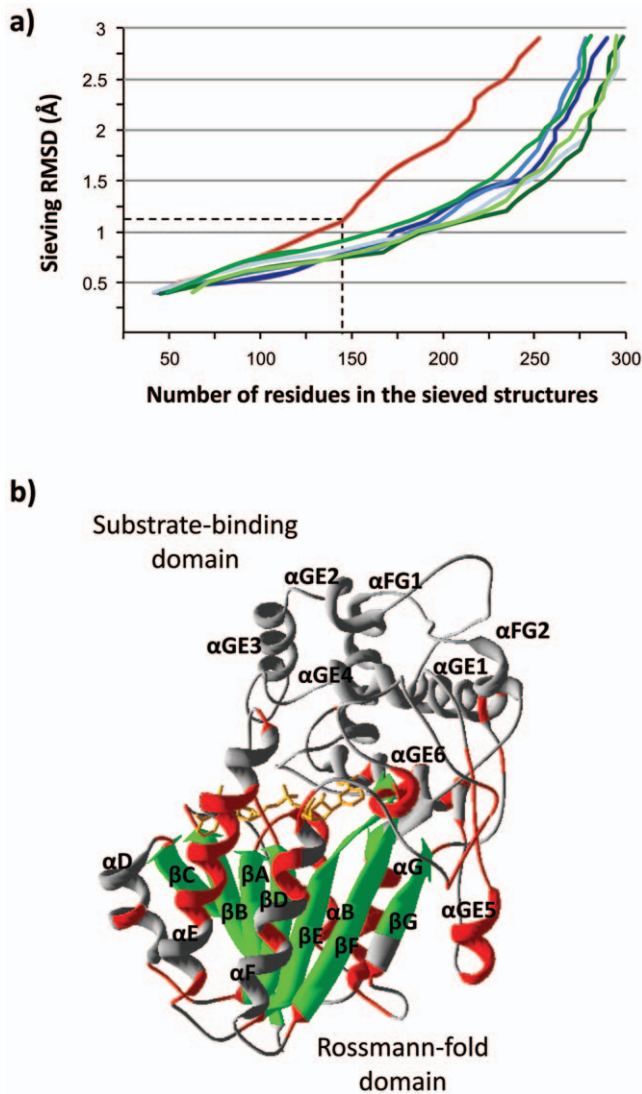 a)
3
2.5
2
1.5
1
0.5
Sieving RMSD (Å)
50 100 150 200 250 300
Number of residues in the sieved structures
b)
Substrate-binding
domain
αGE2
αFG1
αGE3
αFG2
αGE4
αGE1
αGE6
αD
βC
βA
αG
βB
βD
αB
βG
αGE5
αE
βE
βF
αF
Rossmann-fold
domain